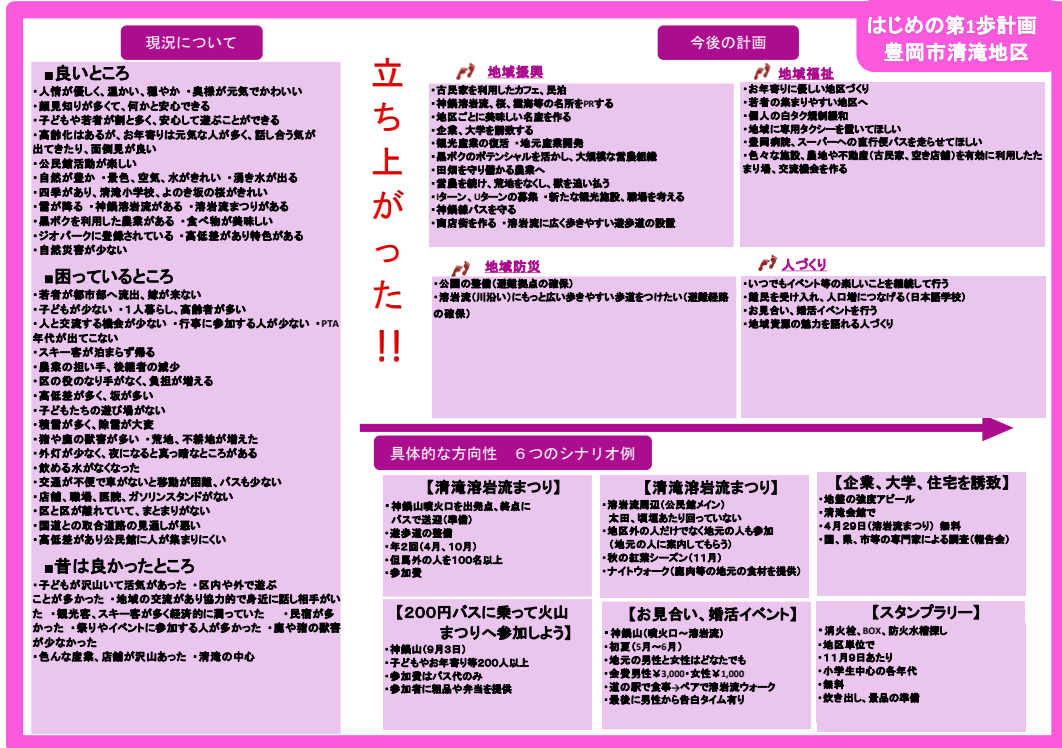 はじめの第1歩計画
豊岡市清滝地区
現況について
■良いところ
・人情が優しく、温かい、穏やか ・奥様が元気でかわいい
・顔見知りが多くて、何かと安心できる
・子どもや若者が割と多く、安心して遊ぶことができる
・高齢化はあるが、お年寄りは元気な人が多く、話し合う気が
出てきたり、面倒見が良い
・公民館活動が楽しい
・自然が豊か ・景色、空気、水がきれい ・湧き水が出る
・四季があり、清滝小学校、よのき坂の桜がきれい
・雪が降る ・神鍋溶岩流がある ・溶岩流まつりがある
・黒ボクを利用した農業がある ・食べ物が美味しい
・ジオパークに登録されている ・高低差があり特色がある
・自然災害が少ない
■困っているところ
・若者が都市部へ流出、嫁が来ない
・子どもが少ない ・1人暮らし、高齢者が多い
・人と交流する機会が少ない ・行事に参加する人が少ない ・PTA
年代が出てこない
・スキー客が泊まらず帰る
・農業の担い手、後継者の減少
・区の役のなり手がなく、負担が増える
・高低差が多く、坂が多い
・子どもたちの遊び場がない
・積雪が多く、除雪が大変
・猪や鹿の獣害が多い ・荒地、不耕地が増えた
・外灯が少なく、夜になると真っ暗なところがある
・飲める水がなくなった
・交通が不便で車がないと移動が困難、バスも少ない
・店舗、職場、医院、ガソリンスタンドがない
・区と区が離れていて、まとまりがない
・国道との取合道路の見通しが悪い
・高低差があり公民館に人が集まりにくい
■昔は良かったところ
・子どもが沢山いて活気があった ・区内や外で遊ぶ
ことが多かった ・地域の交流があり協力的で身近に話し相手がい
た ・観光客、スキー客が多く経済的に潤っていた ・民宿が多
かった ・祭りやイベントに参加する人が多かった ・鹿や猪の獣害
が少なかった
・色んな産業、店舗が沢山あった ・清滝の中心
立ち上がった!!
今後の計画
地域振興
・古民家を利用したカフェ、民泊
・神鍋溶岩流、桜、雲海等の名所をPRする
・地区ごとに美味しい名産を作る
・企業、大学を誘致する
・観光産業の復活 ・地元産業開発
・黒ボクのポテンシャルを活かし、大規模な営農組織
・田畑を守り儲かる農業へ
・営農を続け、荒地をなくし、獣を追い払う
・Iターン、Uターンの募集 ・新たな観光施設、職場を考える
・神鍋線バスを守る
・商店街を作る ・溶岩流に広く歩きやすい遊歩道の設置
地域福祉
・お年寄りに優しい地区づくり
・若者の集まりやすい地区へ
・個人の白タク規制緩和
・地域に専用タクシーを置いてほしい
・豊岡病院、スーパーへの直行便バスを走らせてほしい
・色々な施設、農地や不動産(古民家、空き店舗)を有効に利用したた
まり場、交流機会を作る
地域防災
・公園の整備(避難拠点の確保)
・溶岩流(川沿い)にもっと広い歩きやすい歩道をつけたい(避難経路
の確保)
人づくり
・いつでもイベント等の楽しいことを継続して行う
・難民を受け入れ、人口増につなげる(日本語学校)
・お見合い、婚活イベントを行う
・地域資源の魅力を語れる人づくり
具体的な方向性 6つのシナリオ例
【清滝溶岩流まつり】
・神鍋山噴火口を出発点、終点に
バスで送迎(準備)
・遊歩道の整備
・年2回(4月、10月)
・但馬外の人を100名以上
・参加費
【清滝溶岩流まつり】
・溶岩流周辺(公民館メイン)
太田、頃垣あたり回っていない
・地区外の人だけでなく地元の人も参加
(地元の人に案内してもらう)
・秋の紅葉シーズン(11月)
・ナイトウォーク(鹿肉等の地元の食材を提供)
【企業、大学、住宅を誘致】
・地盤の強度アピール
・清滝会館で
・4月29日(溶岩流まつり) 無料
・国、県、市等の専門家による調査(報告会)
【200円バスに乗って火山
まつりへ参加しよう】
・神鍋山(9月3日)
・子どもやお年寄り等200人以上
・参加費はバス代のみ
・参加者に粗品や弁当を提供
【お見合い、婚活イベント】
・神鍋山(噴火口～溶岩流)
・初夏(5月～6月)
・地元の男性と女性はどなたでも
・会費男性¥3,000・女性¥1,000
・道の駅で食事→ペアで溶岩流ウォーク
・最後に男性から告白タイム有り
【スタンプラリー】
・消火栓、BOX、防火水槽探し
・地区単位で
・11月9日あたり
・小学生中心の各年代
・無料
・炊き出し、景品の準備